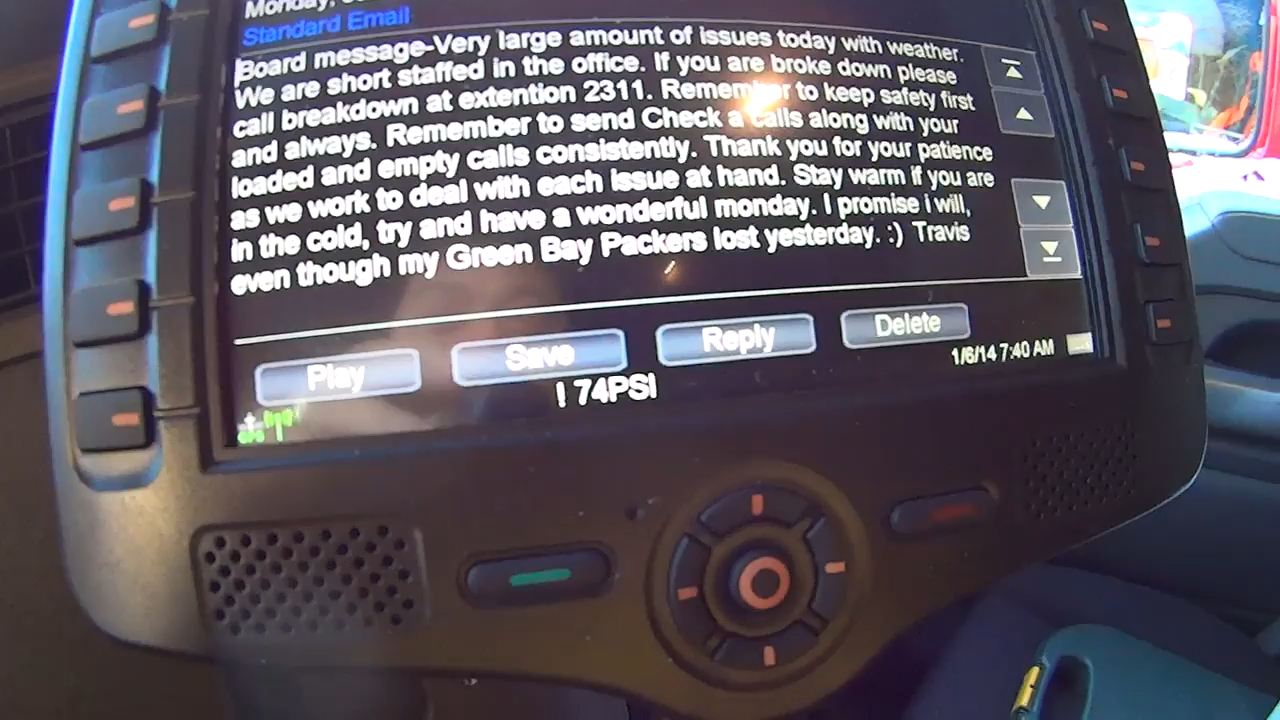 Monday,
Standard Email
Board message-Very large amount of issues today with weather.
We are short staffed in the office. If you are broke down please
call breakdown at extention 2311. Remember to keep safety first
and always. Remember to send Check a calls along with your
loaded and empty calls consistently. Thank you for your patience
as we work to deal with each issue at hand. Stay warm if you are
in the cold, try and have a wonderful monday. I promise i will,
even though my Green Bay Packers lost yesterday. :) Travis
Play Save Reply Delete
! 74PSI
1/6/14 7:40 AM